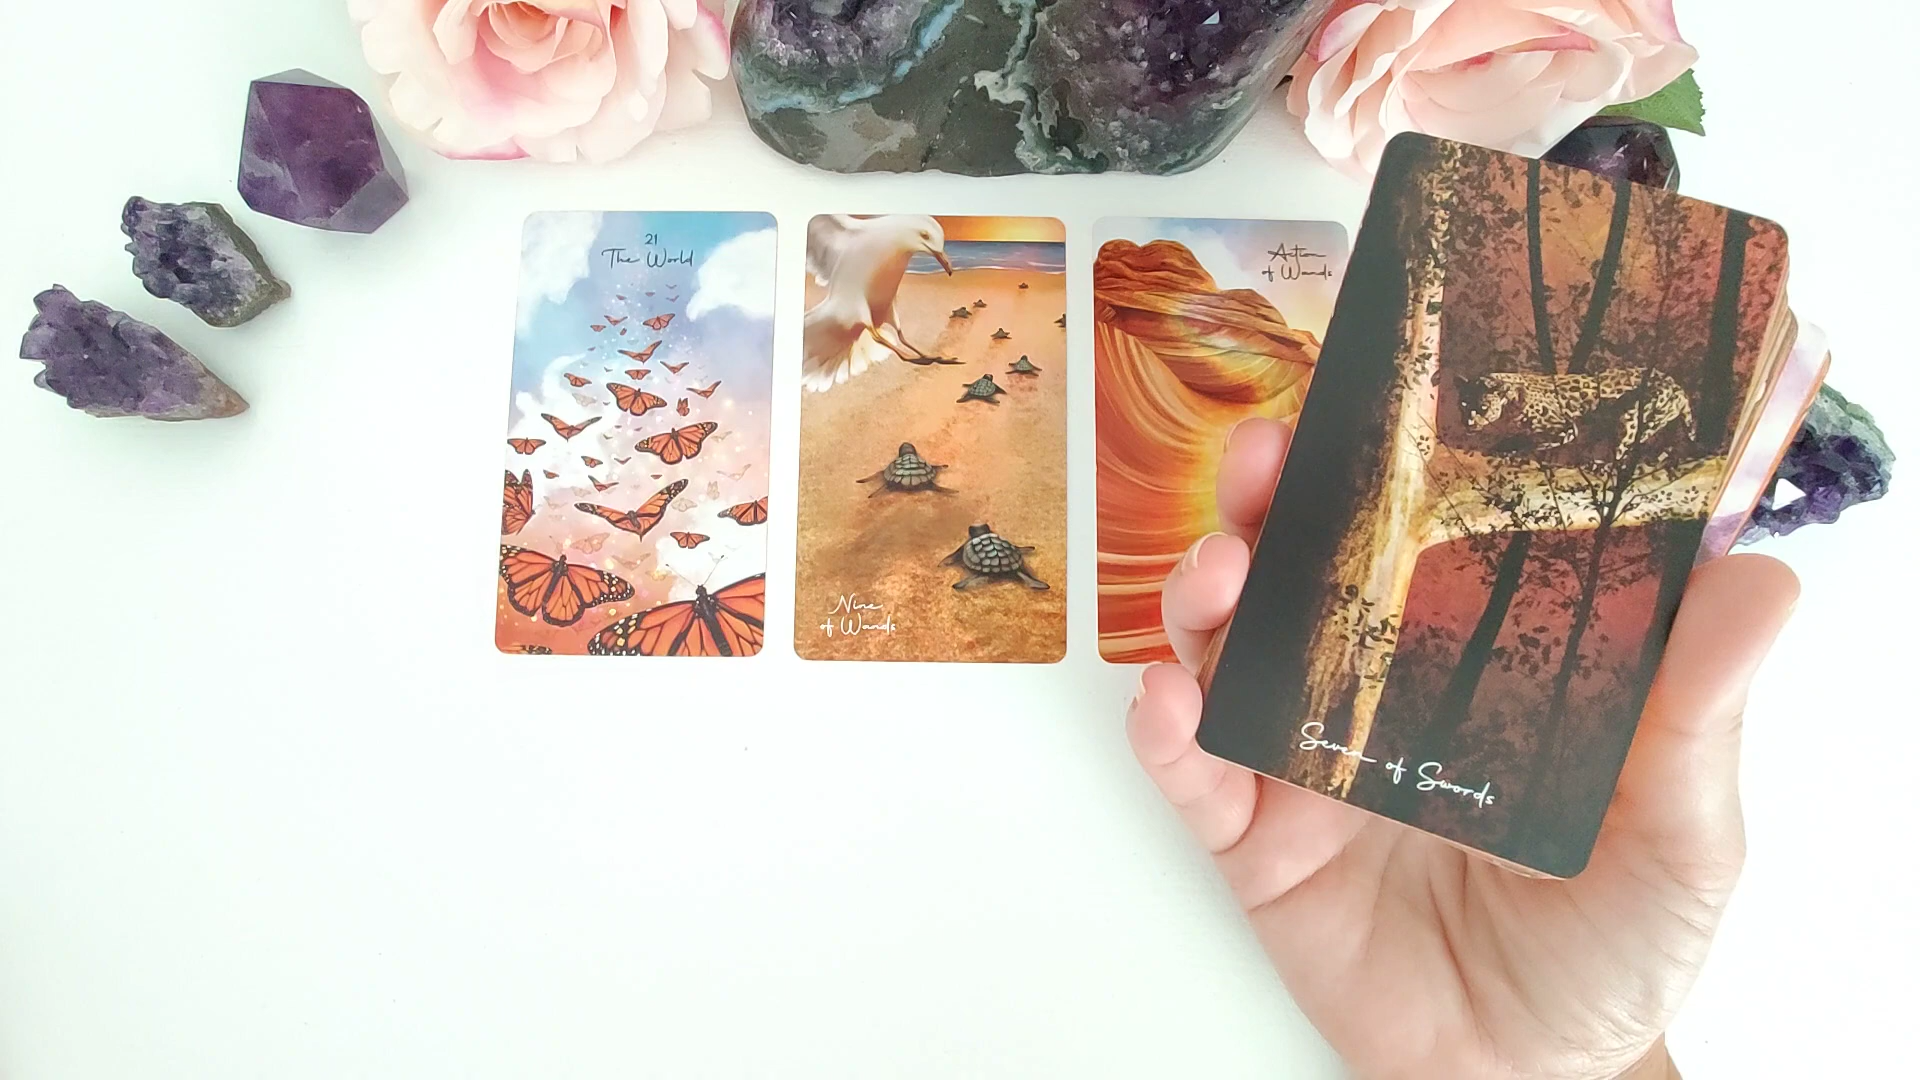 21
The World
Nine
of Wands
Action
of Wands
Seven of Swords